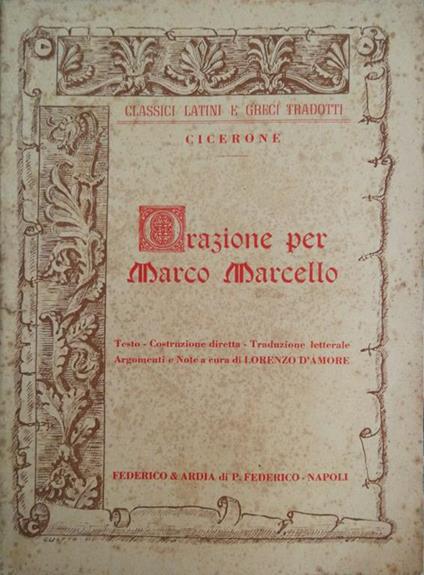 CLASSICI LATINI E GRECI TRADOTTI
CICERONE
Orazione per
Marco Marcello
Testo - Costruzione diretta - Traduzione letterale
Argomenti e Note a cura di LORENZO D'AMORE
FEDERICO & ARDIA di P. FEDERICO - NAPOLI